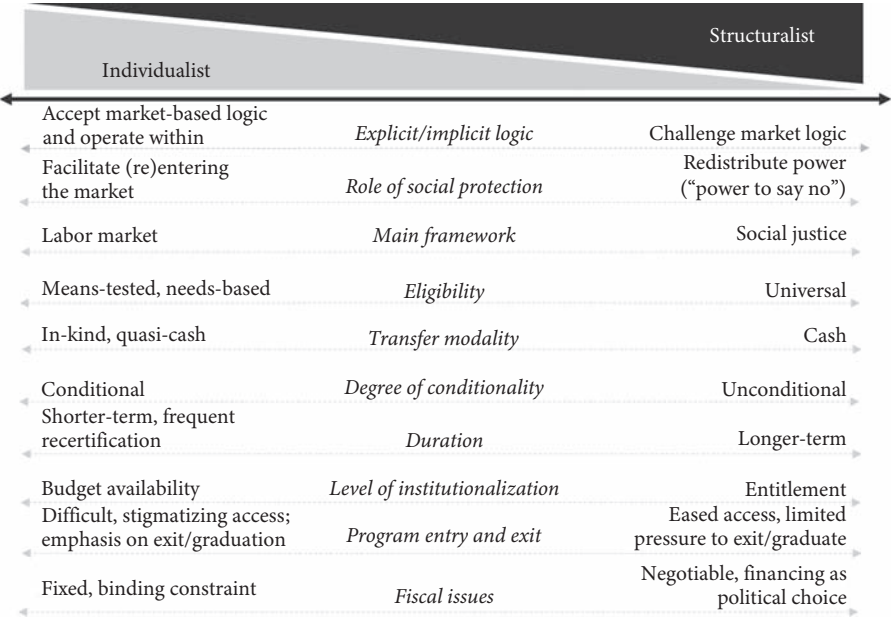 Structuralist
Individualist
Accept market-based logic
and operate within
Explicit/implicit logic
Challenge market logic
Facilitate (re)entering
the market
Role of social protection
Redistribute power
(“power to say no”)
Labor market
Main framework
Social justice
Means-tested, needs-based
Eligibility
Universal
In-kind, quasi-cash
Transfer modality
Cash
Conditional
Degree of conditionality
Unconditional
Shorter-term, frequent
recertification
Duration
Longer-term
Budget availability
Level of institutionalization
Entitlement
Difficult, stigmatizing access;
emphasis on exit/graduation
Program entry and exit
Eased access, limited
pressure to exit/graduate
Fixed, binding constraint
Fiscal issues
Negotiable, financing as
political choice